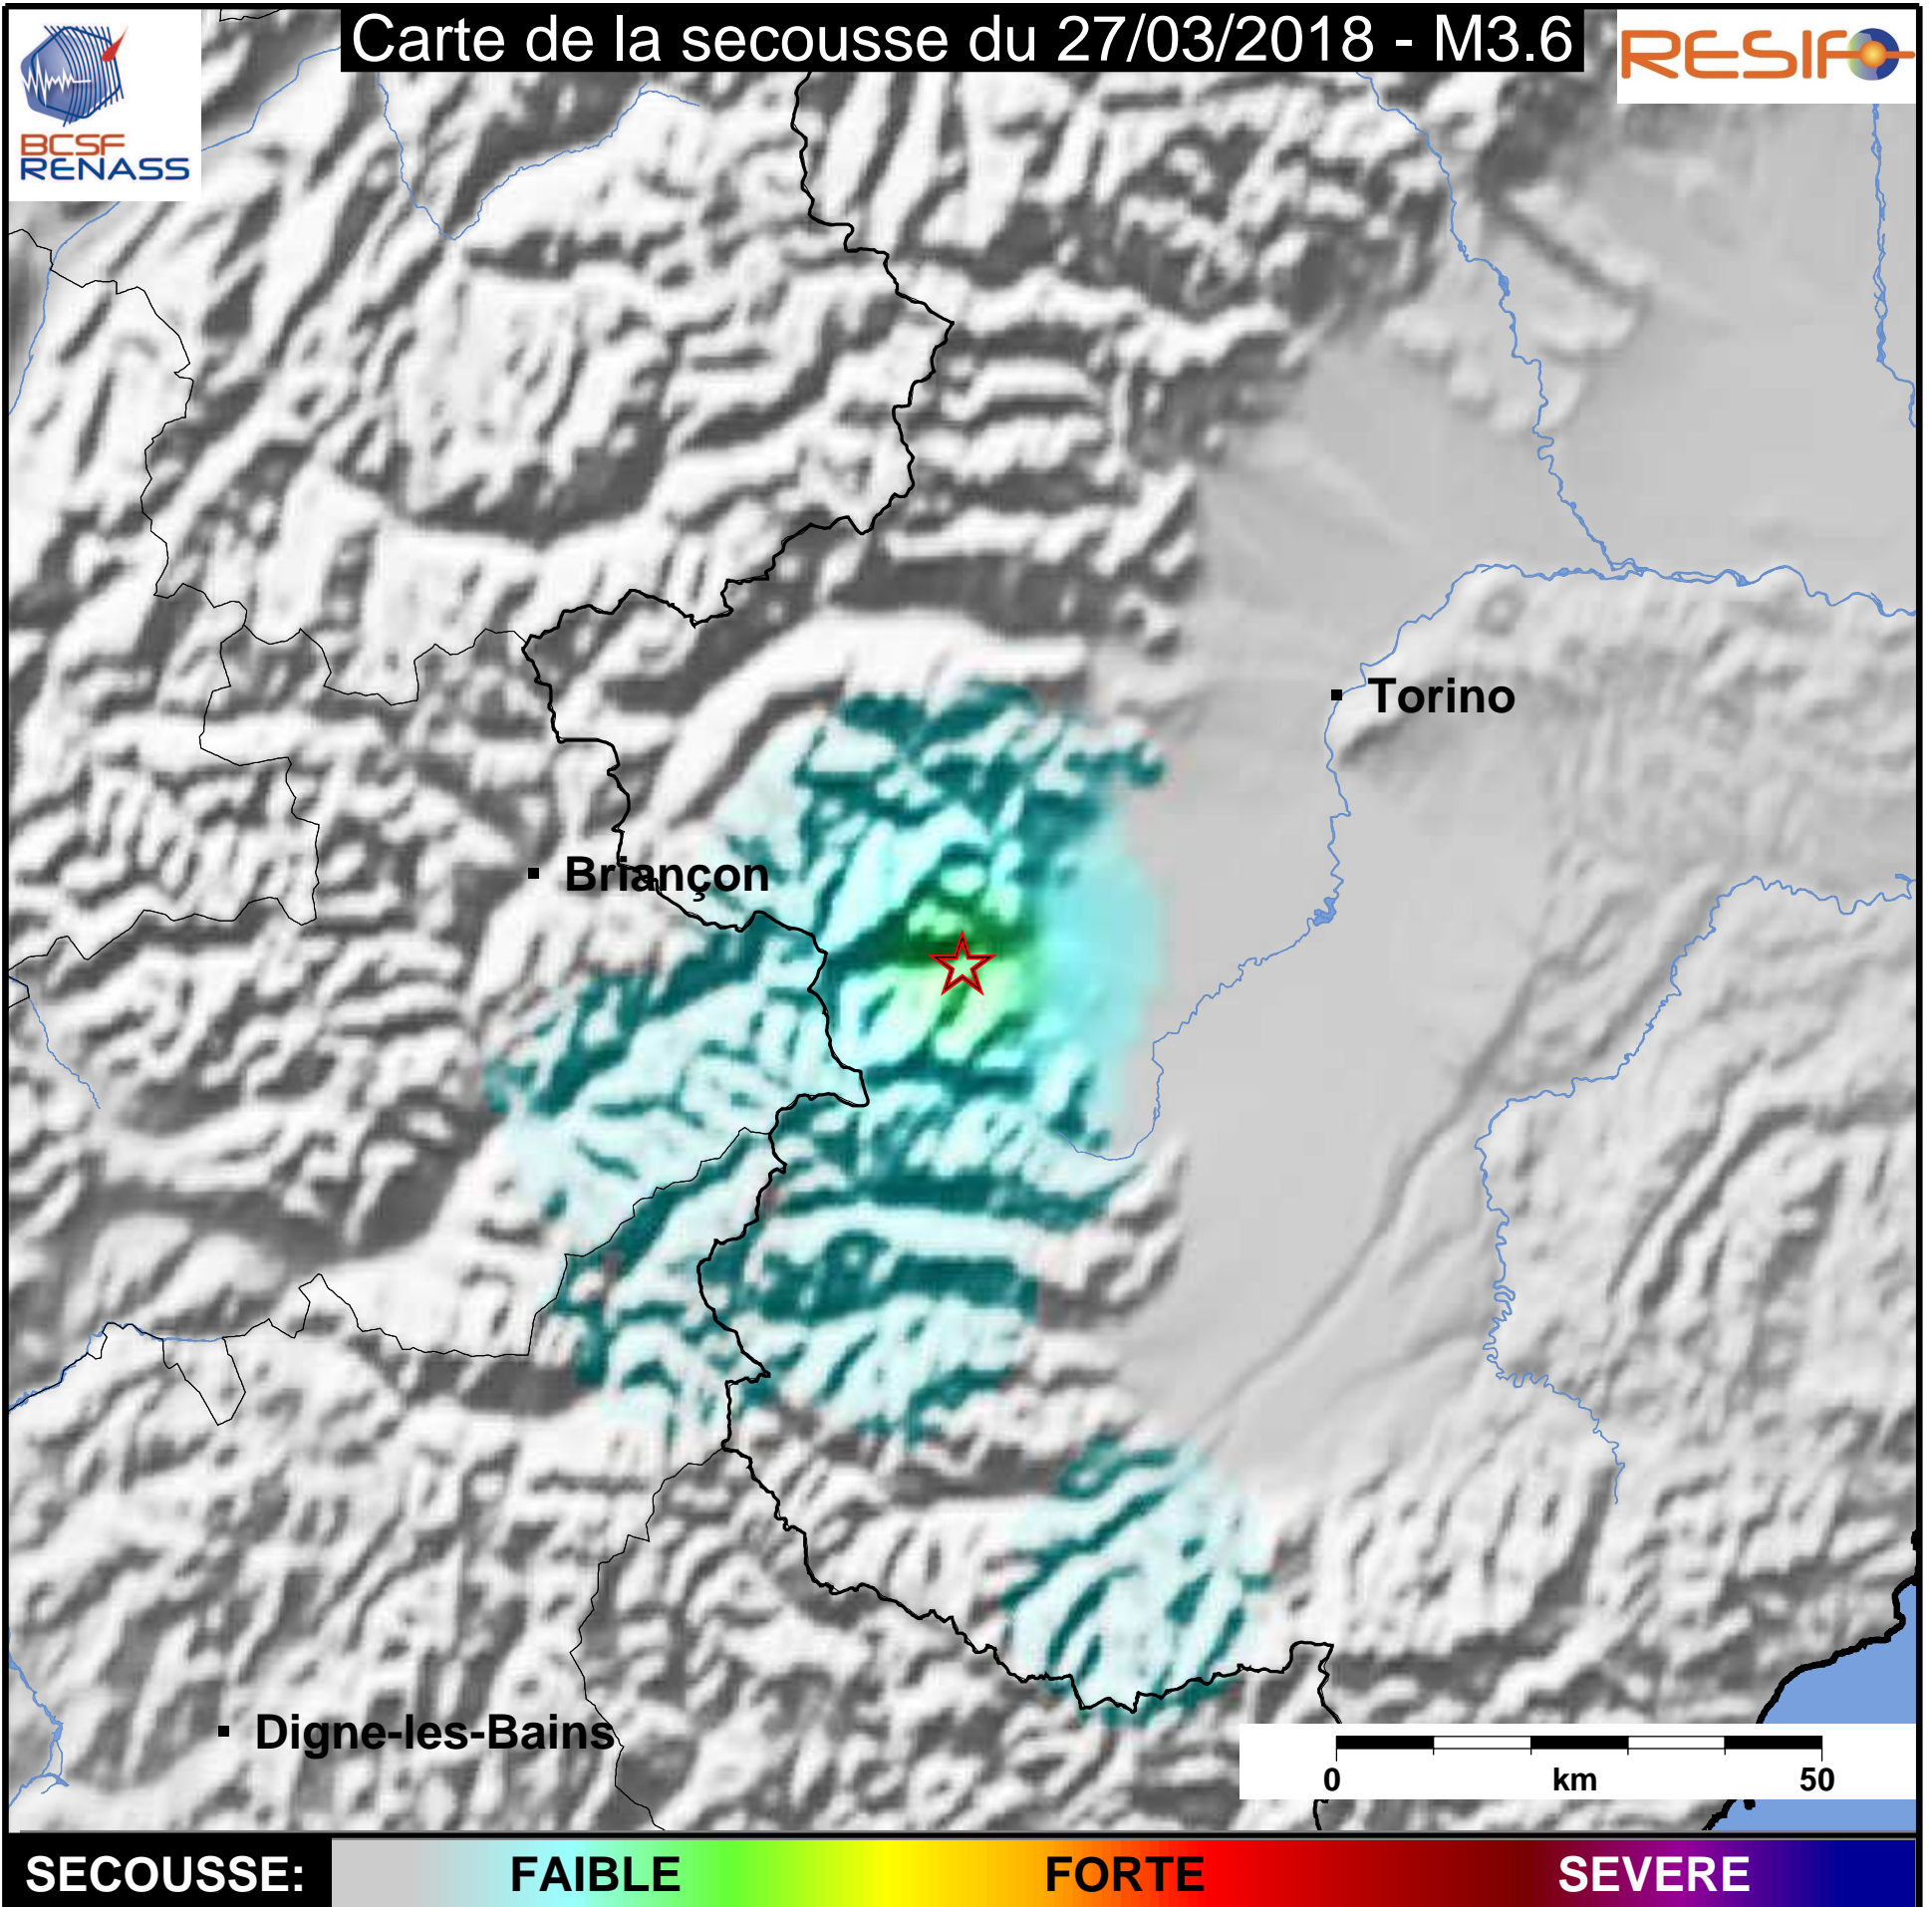 Carte de la secousse du 27/03/2018 - M3.6
BCSF
RENASS
RESIF
Torino
Briançon
Digne-les-Bains
0 km 50
SECOUSSE: FAIBLE FORTE SEVERE